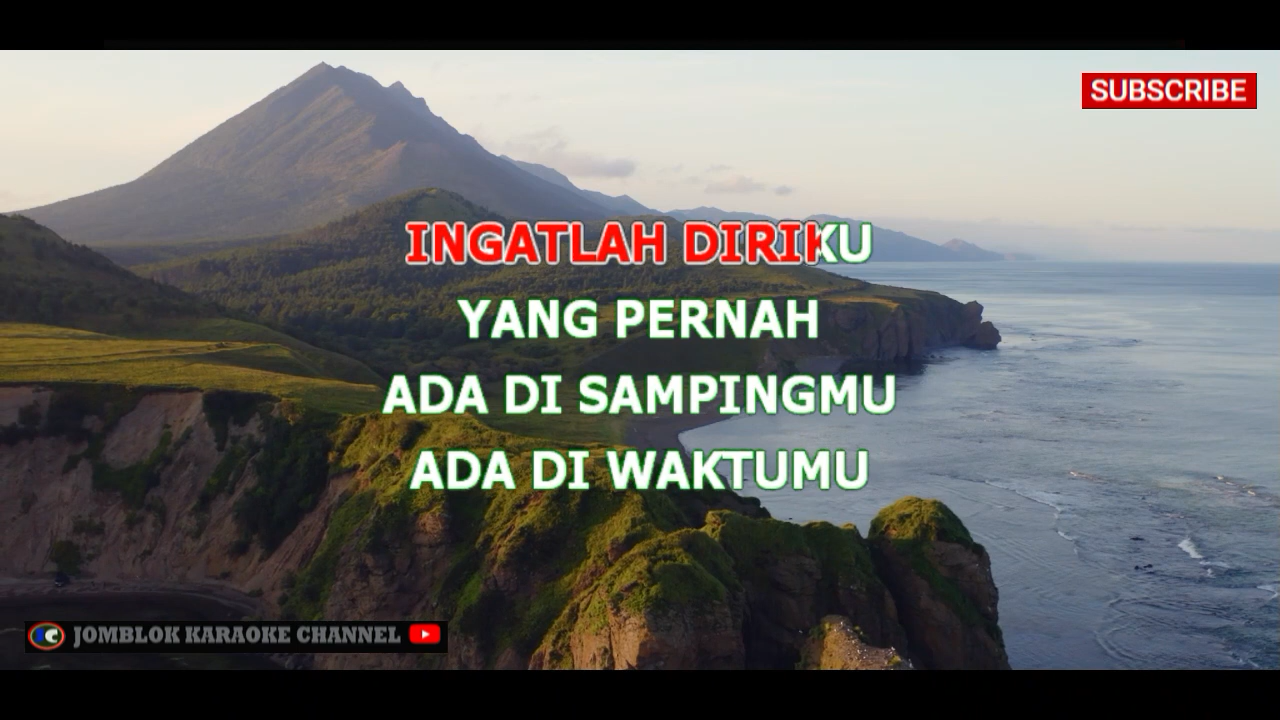 SUBSCRIBE
INGATLAH DIRIKU
YANG PERNAH
ADA DI SAMPINGMU
ADA DI WAKTUMU
JOMBLOK KARAOKE CHANNEL